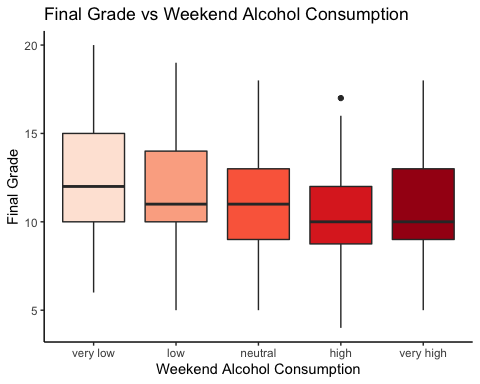 Final Grade vs Weekend Alcohol Consumption
20
15
10
5
Final Grade
very low low neutral high very high
Weekend Alcohol Consumption